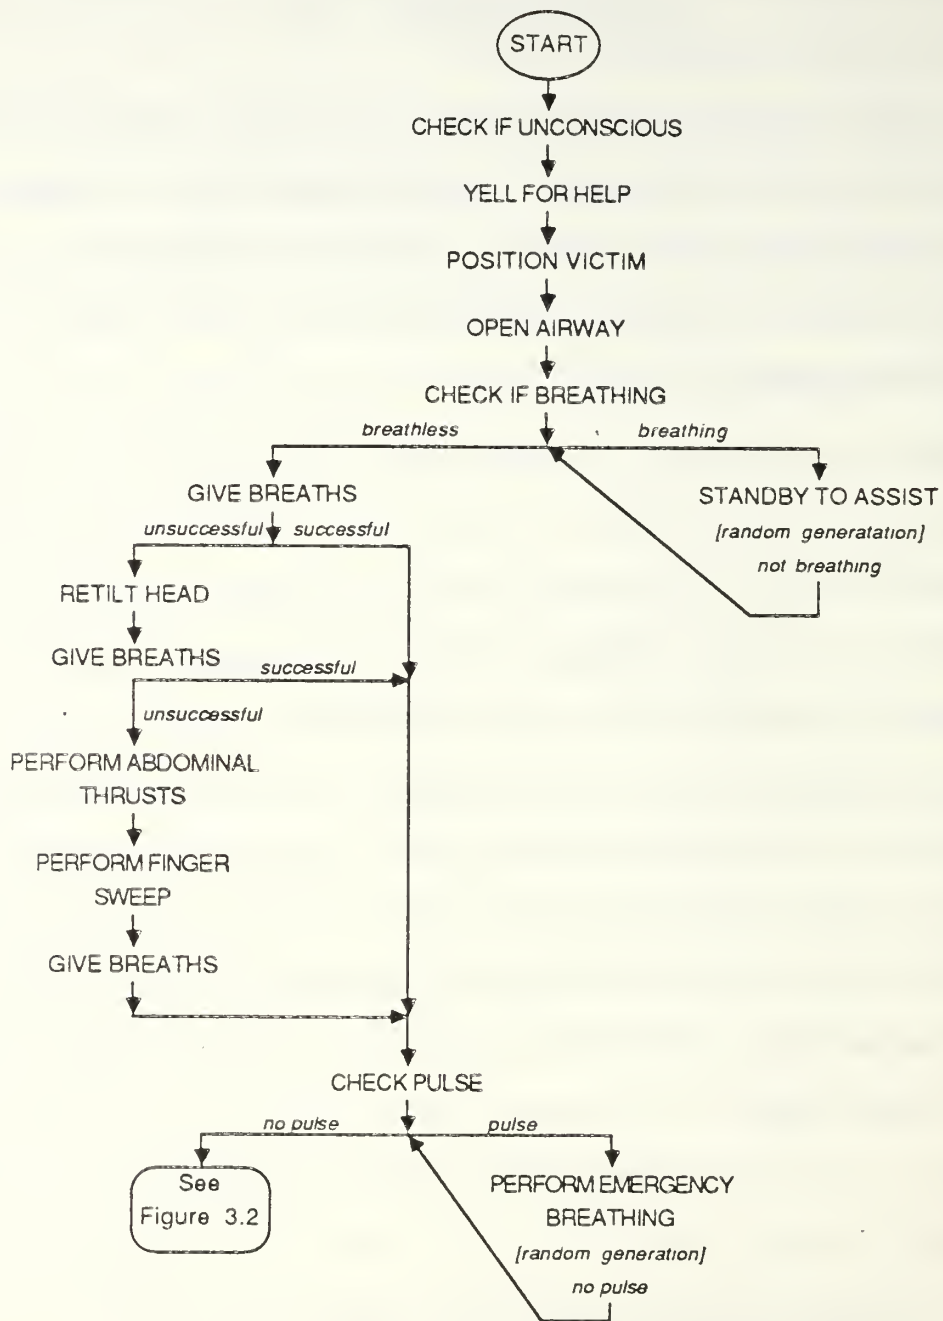 START
CHECK IF UNCONSCIOUS
YELL FOR HELP
POSITION VICTIM
OPEN AIRWAY
CHECK IF BREATHING
breathless
breathing
GIVE BREATHS
unsuccessful
successful
STANDBY TO ASSIST
[random generatation]
not breathing
RETILT HEAD
GIVE BREATHS
successful
unsuccessful
PERFORM ABDOMINAL
THRUSTS
PERFORM FINGER
SWEEP
GIVE BREATHS
CHECK PULSE
no pulse
pulse
See
Figure 3.2
PERFORM EMERGENCY
BREATHING
[random generation]
no pulse